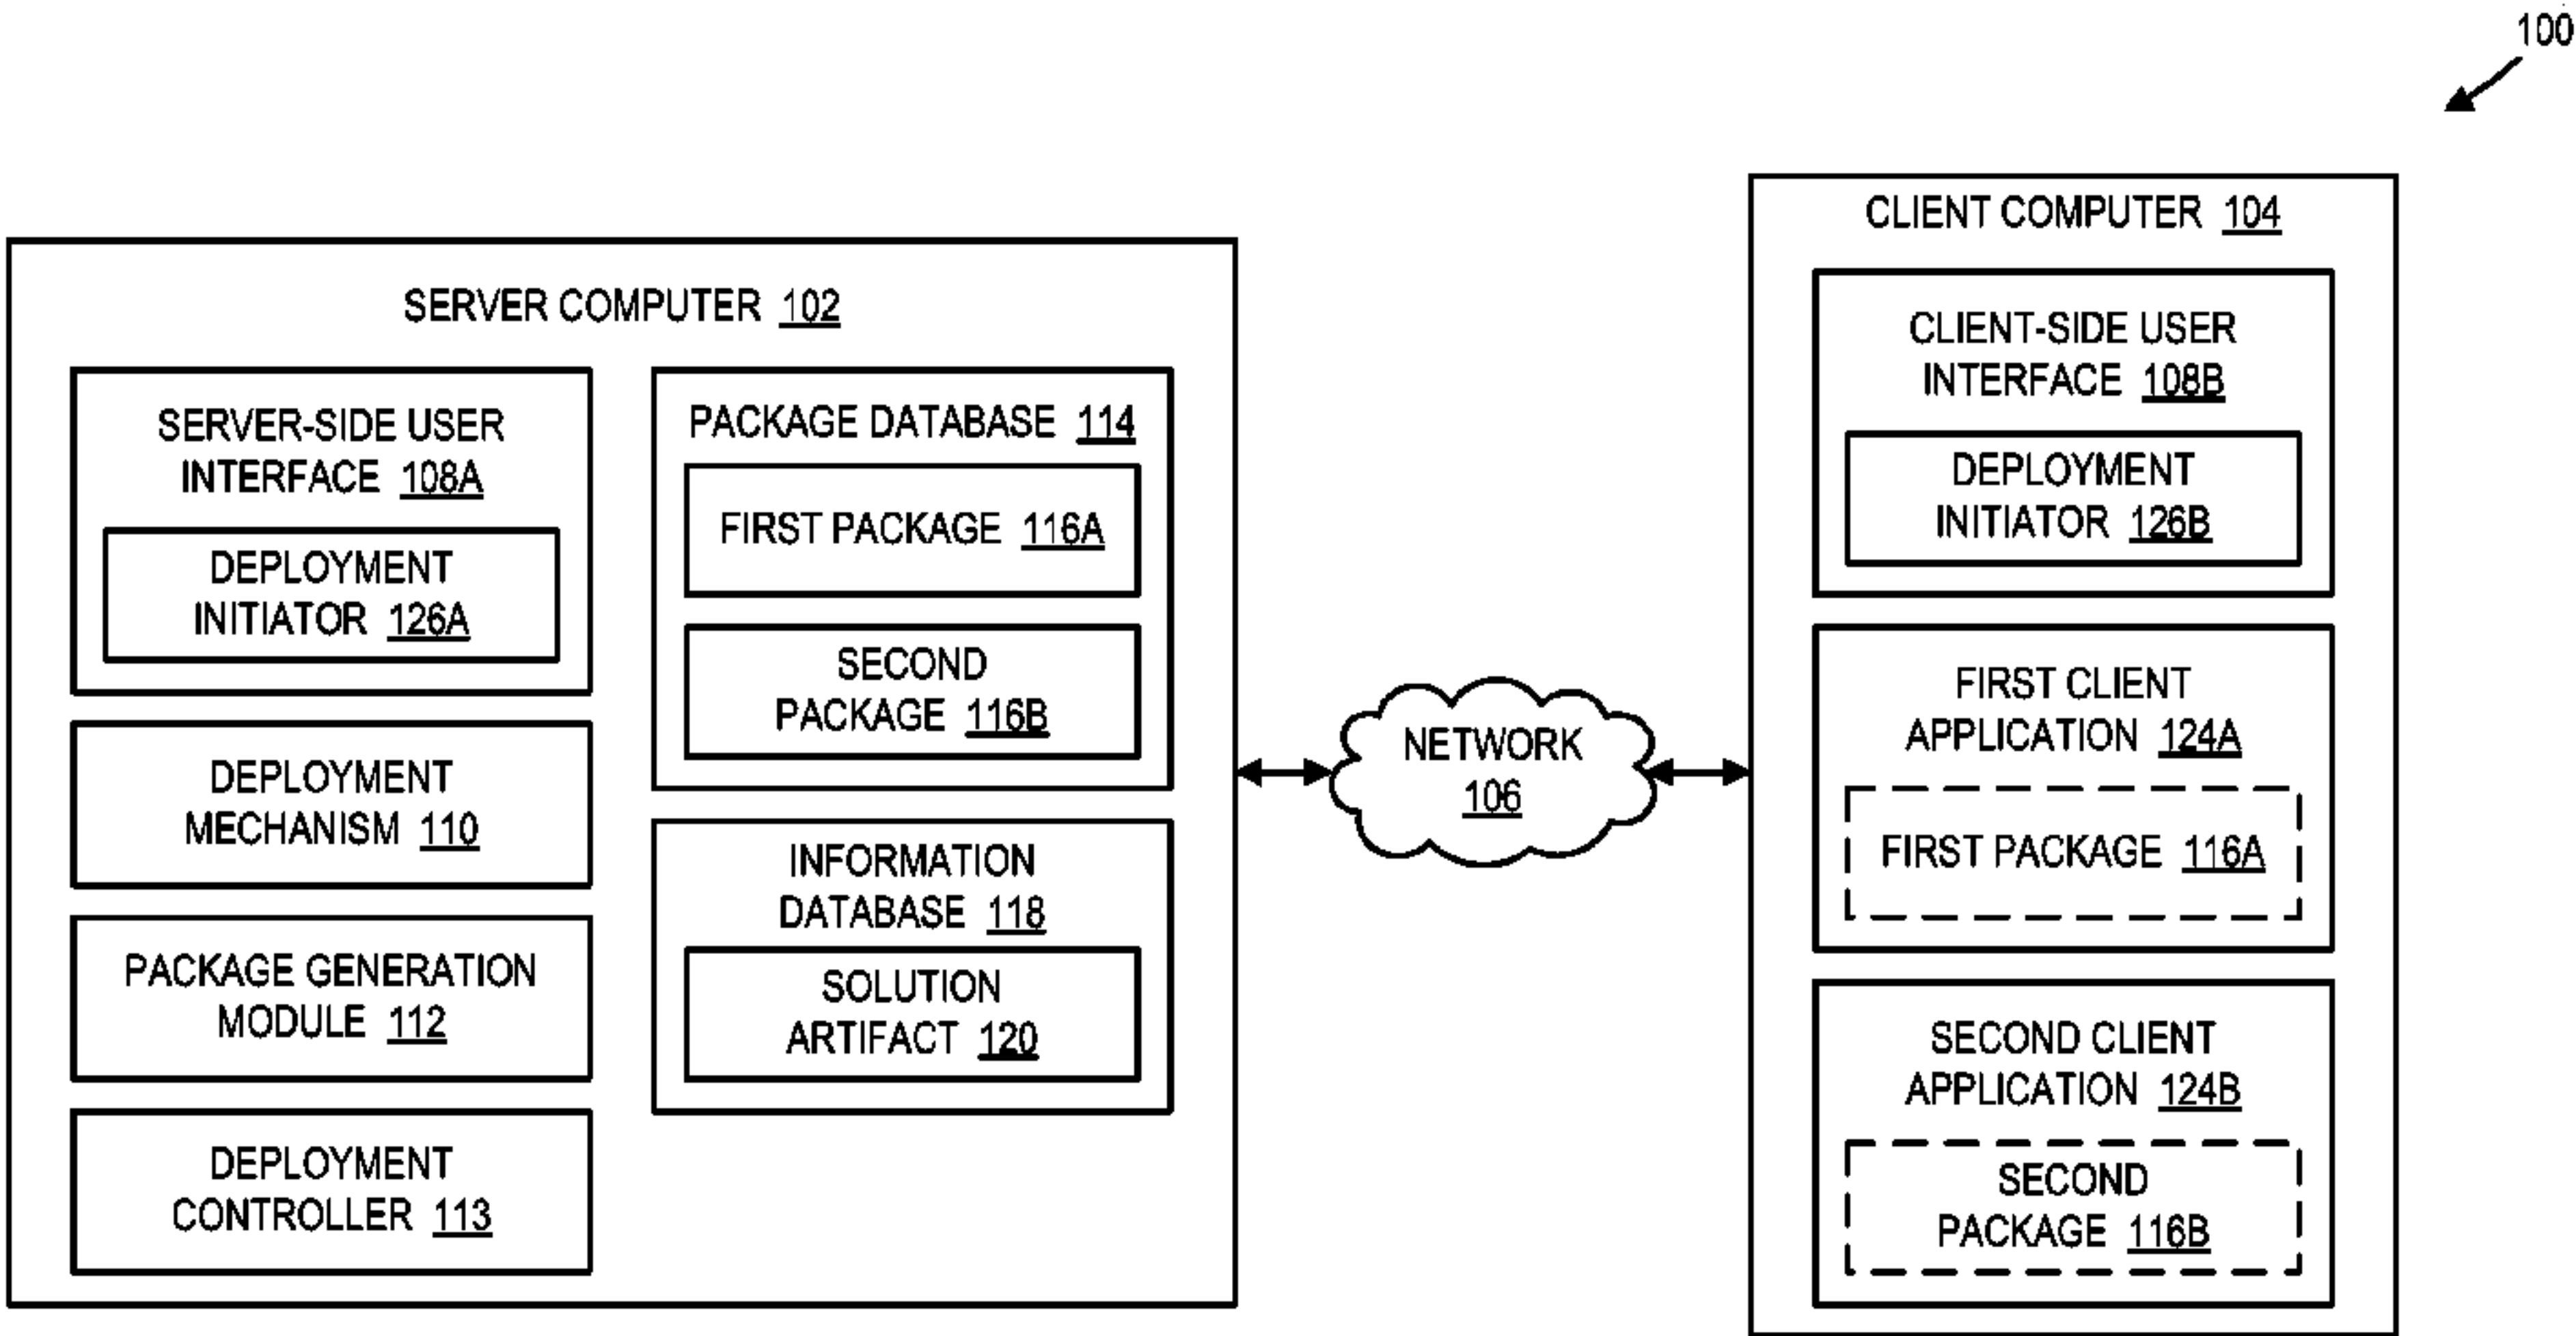 100
SERVER COMPUTER 102
SERVER-SIDE USER
INTERFACE 108A
DEPLOYMENT
INITIATOR 126A
DEPLOYMENT
MECHANISM 110
PACKAGE GENERATION
MODULE 112
DEPLOYMENT
CONTROLLER 113
PACKAGE DATABASE 114
FIRST PACKAGE 116A
SECOND
PACKAGE 116B
INFORMATION
DATABASE 118
SOLUTION
ARTIFACT 120
NETWORK
106
CLIENT COMPUTER 104
CLIENT-SIDE USER
INTERFACE 108B
DEPLOYMENT
INITIATOR 126B
FIRST CLIENT
APPLICATION 124A
FIRST PACKAGE 116A
SECOND CLIENT
APPLICATION 124B
SECOND
PACKAGE 116B